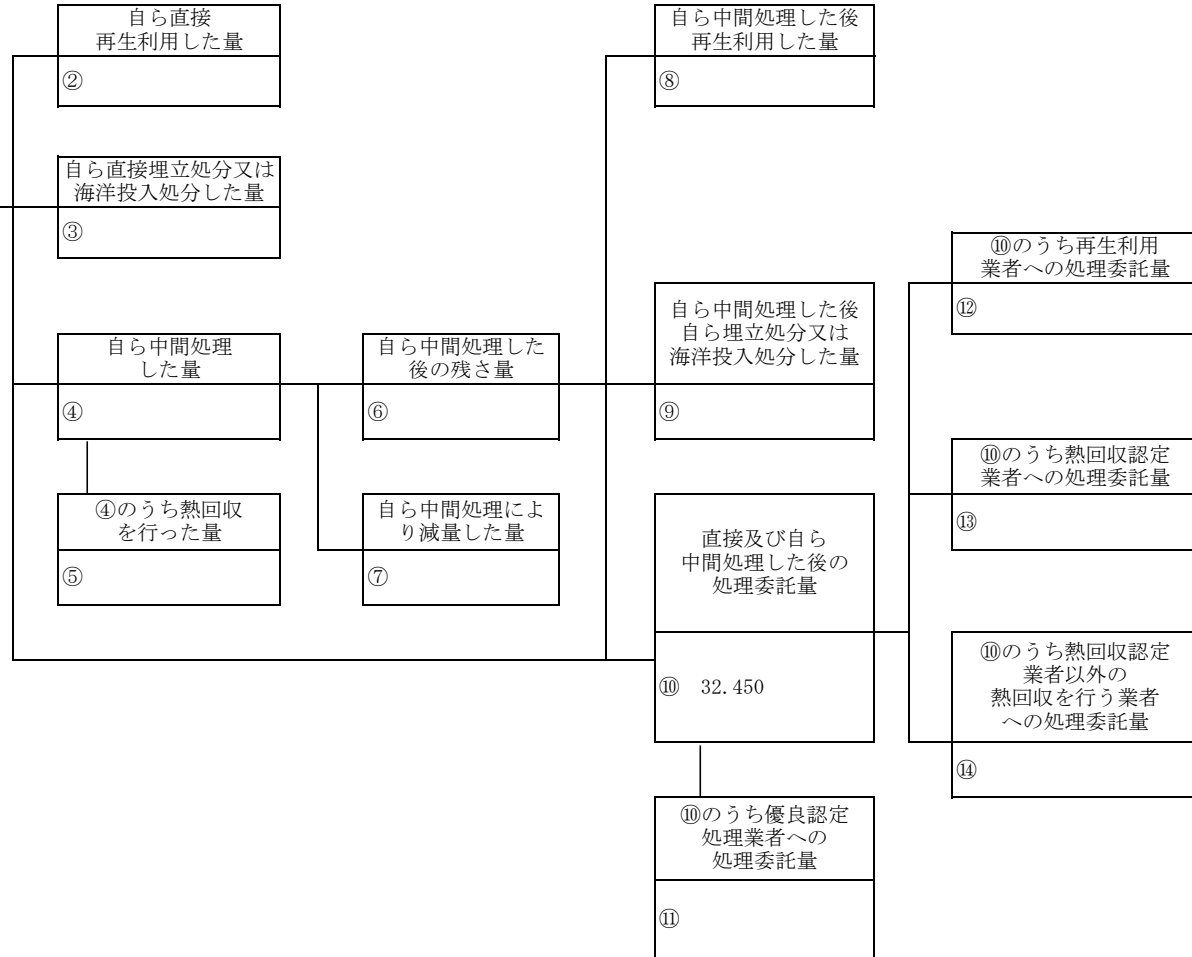 自ら直接
再生利用した量
②
自ら直接埋立処分又は
海洋投入処分した量
③
自ら中間処理
した量
④
④のうち熱回収
を行った量
⑤
自ら中間処理した
後の残さ量
⑥
自ら中間処理によ
り減量した量
⑦
自ら中間処理した後
再生利用した量
⑧
自ら中間処理した後
自ら埋立処分又は
海洋投入処分した量
⑨
直接及び自ら
中間処理した後の
処理委託量
⑩ 32.450
⑩のうち優良認定
処理業者への
処理委託量
⑪
⑩のうち再生利用
業者への処理委託量
⑫
⑩のうち熱回収認定
業者への処理委託量
⑬
⑩のうち熱回収認定
業者以外の
熱回収を行う業者
への処理委託量
⑭